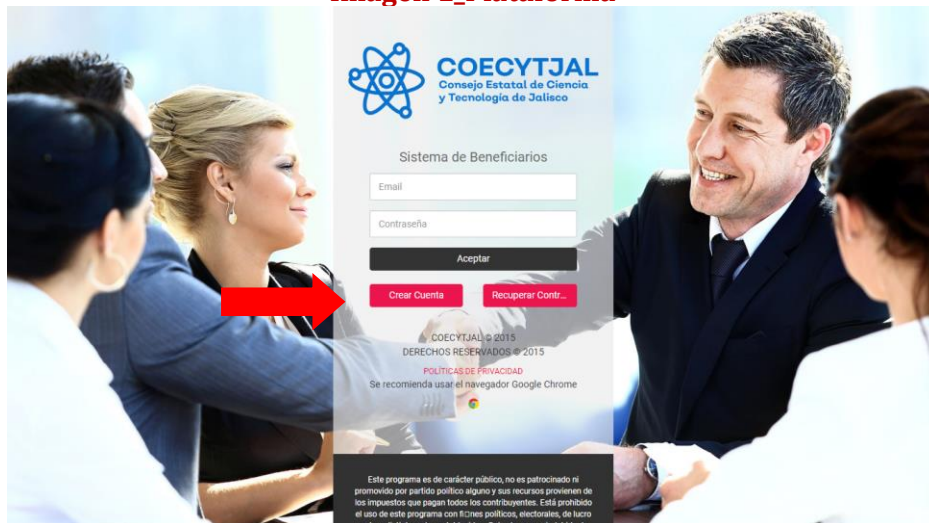 COECYTJAL
Consejo Estatal de Ciencia
y Tecnología de Jalisco
Sistema de Beneficiarios
Email
Contraseña
Aceptar
Crear Cuenta
Recuperar Contr...
COECYTJAL © 2015
DERECHOS RESERVADOS © 2015
POLÍTICAS DE PRIVACIDAD
Se recomienda usar el navegador Google Chrome
Este programa es de carácter público, no es patrocinado ni
promovido por partido político alguno y sus recursos provienen de
los impuestos que pagan todos los contribuyentes. Está prohibido
el uso de este programa con fi□nes políticos, electorales, de lucro